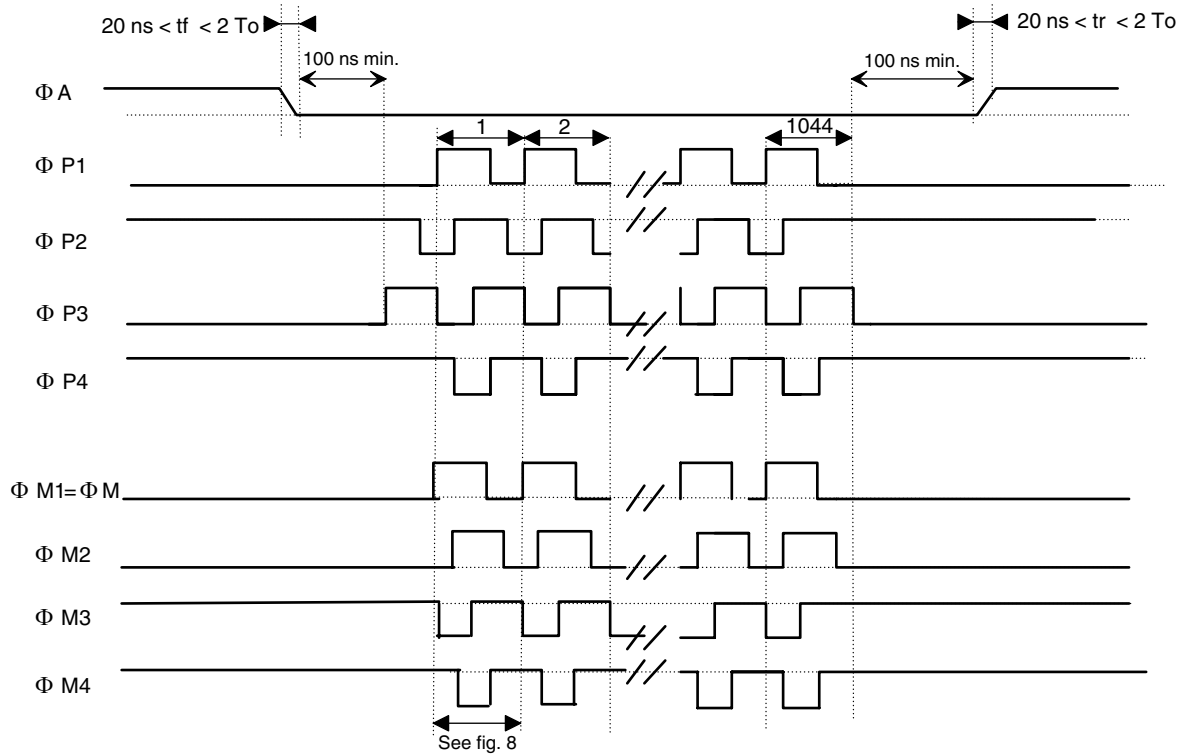 20 ns < tf < 2 To
20 ns < tr < 2 To
100 ns min.
100 ns min.
Φ A
1
2
1044
Φ P1
Φ P2
Φ P3
Φ P4
Φ M1=Φ M
Φ M2
Φ M3
Φ M4
See fig. 8